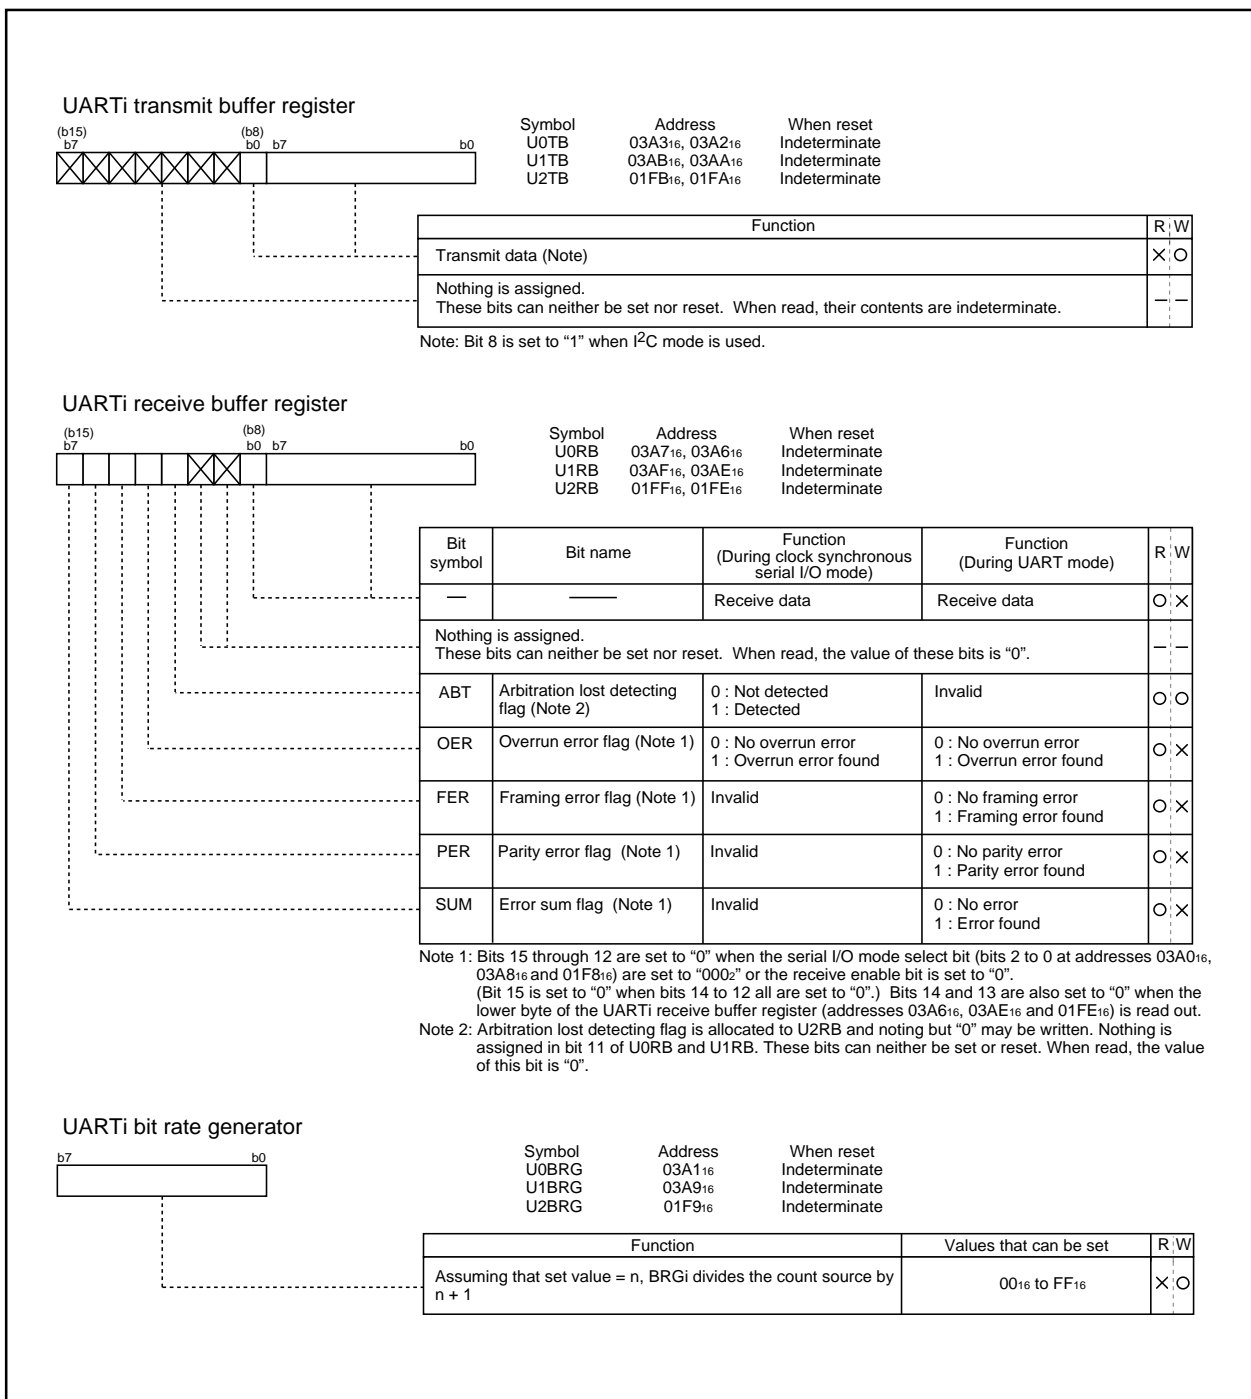 UARTi transmit buffer register
(b15) (b8)
b7 b0 b7 b0
Symbol Address When reset
U0TB 03A3₁₆, 03A2₁₆ Indeterminate
U1TB 03AB₁₆, 03AA₁₆ Indeterminate
U2TB 01FB₁₆, 01FA₁₆ Indeterminate
Function R W
Transmit data (Note) × ○
Nothing is assigned.
These bits can neither be set nor reset. When read, their contents are indeterminate. – –
Note: Bit 8 is set to “1” when I²C mode is used.
UARTi receive buffer register
(b15) (b8)
b7 b0 b7 b0
Symbol Address When reset
U0RB 03A7₁₆, 03A6₁₆ Indeterminate
U1RB 03AF₁₆, 03AE₁₆ Indeterminate
U2RB 01FF₁₆, 01FE₁₆ Indeterminate
Bit symbol Bit name Function (During clock synchronous serial I/O mode) Function (During UART mode) R W
— — Receive data Receive data ○ ×
Nothing is assigned.
These bits can neither be set nor reset. When read, the value of these bits is “0”. – –
ABT Arbitration lost detecting flag (Note 2) 0 : Not detected 1 : Detected Invalid ○ ○
OER Overrun error flag (Note 1) 0 : No overrun error 1 : Overrun error found 0 : No overrun error 1 : Overrun error found ○ ×
FER Framing error flag (Note 1) Invalid 0 : No framing error 1 : Framing error found ○ ×
PER Parity error flag (Note 1) Invalid 0 : No parity error 1 : Parity error found ○ ×
SUM Error sum flag (Note 1) Invalid 0 : No error 1 : Error found ○ ×
Note 1: Bits 15 through 12 are set to “0” when the serial I/O mode select bit (bits 2 to 0 at addresses 03A0₁₆,
03A8₁₆ and 01F8₁₆) are set to “000₂” or the receive enable bit is set to “0”.
(Bit 15 is set to “0” when bits 14 to 12 all are set to “0”.) Bits 14 and 13 are also set to “0” when the
lower byte of the UARTi receive buffer register (addresses 03A6₁₆, 03AE₁₆ and 01FE₁₆) is read out.
Note 2: Arbitration lost detecting flag is allocated to U2RB and noting but “0” may be written. Nothing is
assigned in bit 11 of U0RB and U1RB. These bits can neither be set or reset. When read, the value
of this bit is “0”.
UARTi bit rate generator
b7 b0
Symbol Address When reset
U0BRG 03A1₁₆ Indeterminate
U1BRG 03A9₁₆ Indeterminate
U2BRG 01F9₁₆ Indeterminate
Function Values that can be set R W
Assuming that set value = n, BRGi divides the count source by
n + 1 00₁₆ to FF₁₆ × ○